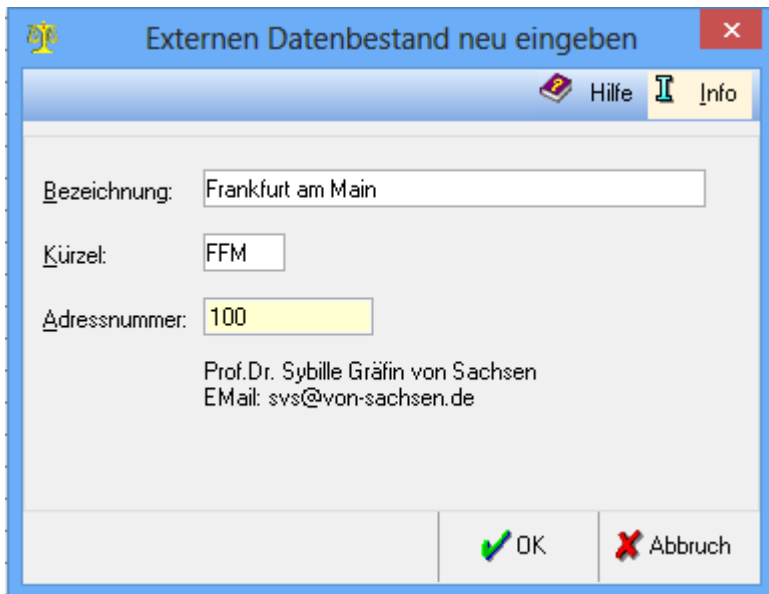 Externen Datenbestand neu eingeben
Hilfe Info
Bezeichnung: Frankfurt am Main
Kürzel: FFM
Adressnummer: 100
Prof.Dr. Sybille Gräfin von Sachsen
EMail: svs@von-sachsen.de
OK Abbruch